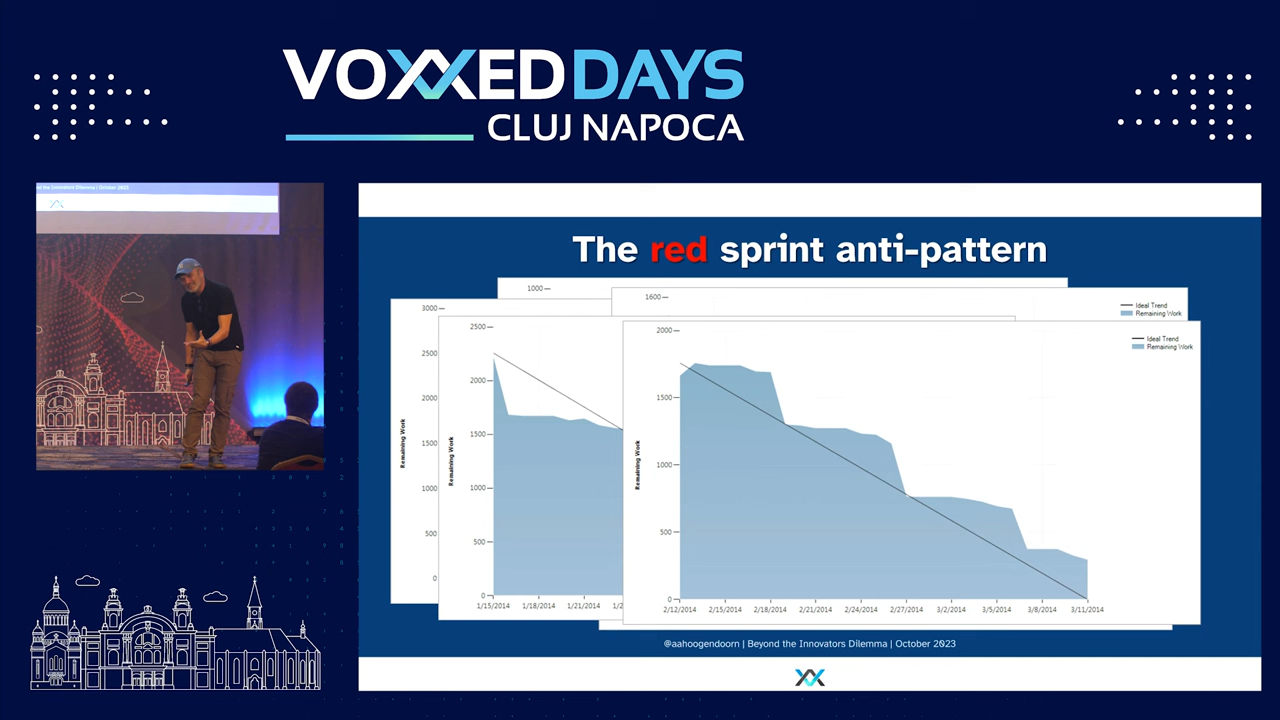 VOXXED DAYS
CLUJ NAPOCA
The red sprint anti-pattern
1000
1600
3000
2500
2000
1500
1000
500
0
Remaining Work
Ideal Trend
Remaining Work
2500
2000
1500
1000
500
0
Remaining Work
1/15/2014 1/18/2014 1/21/2014
2000
1500
1000
500
0
Remaining Work
Ideal Trend
Remaining Work
2/12/2014 2/15/2014 2/18/2014 2/21/2014 2/24/2014 2/27/2014 3/2/2014 3/5/2014 3/8/2014 3/11/2014
@aahoogendoorn | Beyond the Innovators Dilemma | October 2023